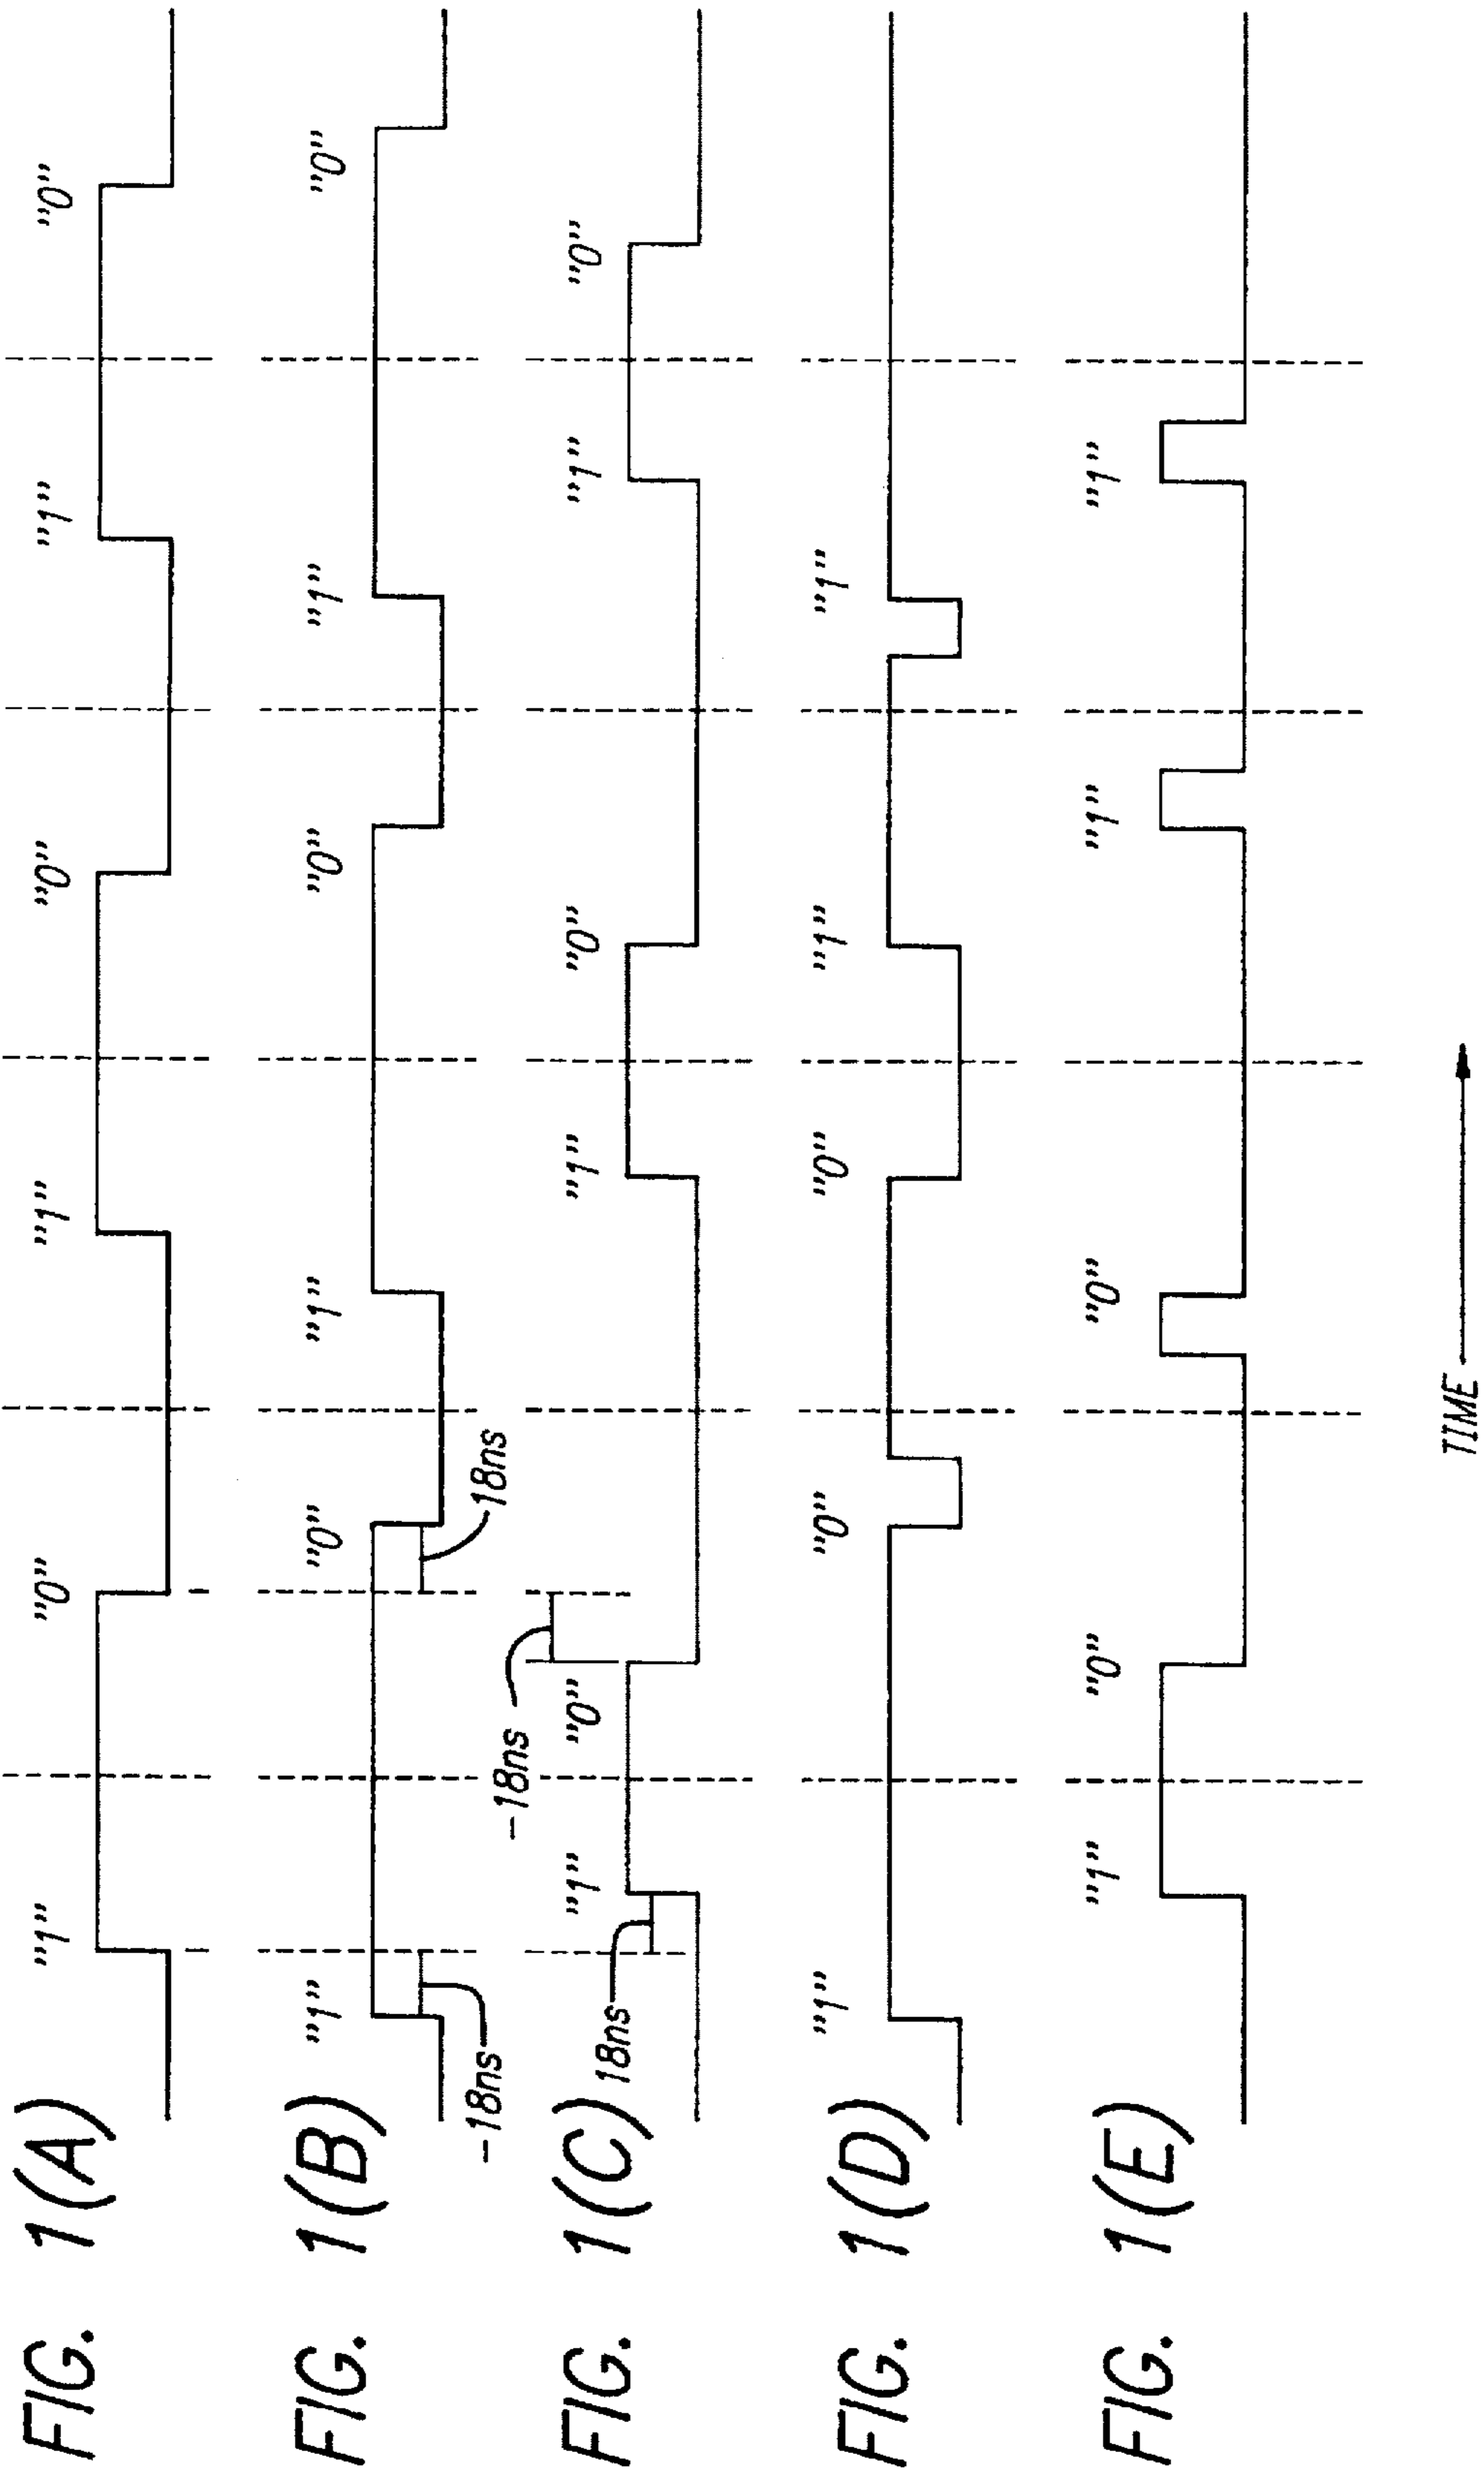 FIG. 1(A)
"1" "0" "1" "0" "1" "0"
FIG. 1(B)
"1" "0" "1" "0" "1" "0"
-18ns 18ns
FIG. 1(C)
"1" "0" "1" "0" "1" "0"
18ns -18ns
FIG. 1(D)
"1" "0" "0" "1" "1"
FIG. 1(E)
"1" "0" "0" "1" "1"
TIME